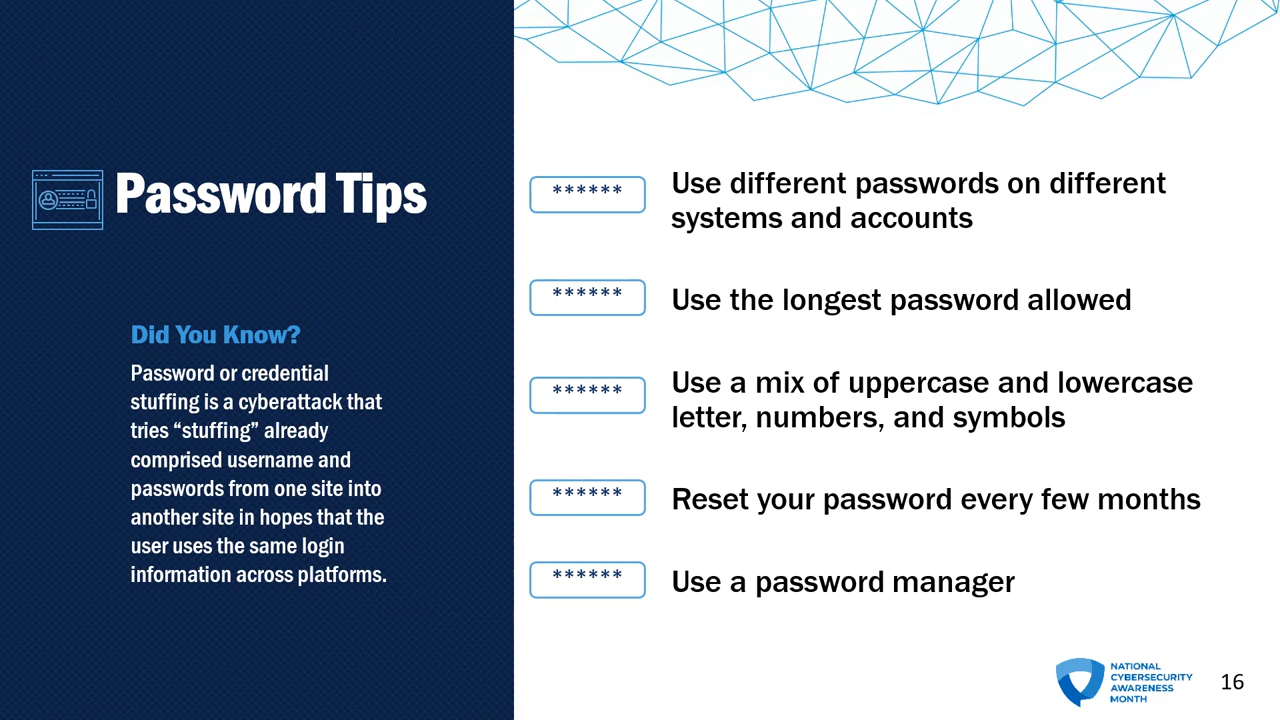 Password Tips
Did You Know?
Password or credential
stuffing is a cyberattack that
tries “stuffing” already
comprised username and
passwords from one site into
another site in hopes that the
user uses the same login
information across platforms.
******
Use different passwords on different
systems and accounts
******
Use the longest password allowed
******
Use a mix of uppercase and lowercase
letter, numbers, and symbols
******
Reset your password every few months
******
Use a password manager
NATIONAL
CYBERSECURITY
AWARENESS
MONTH
16